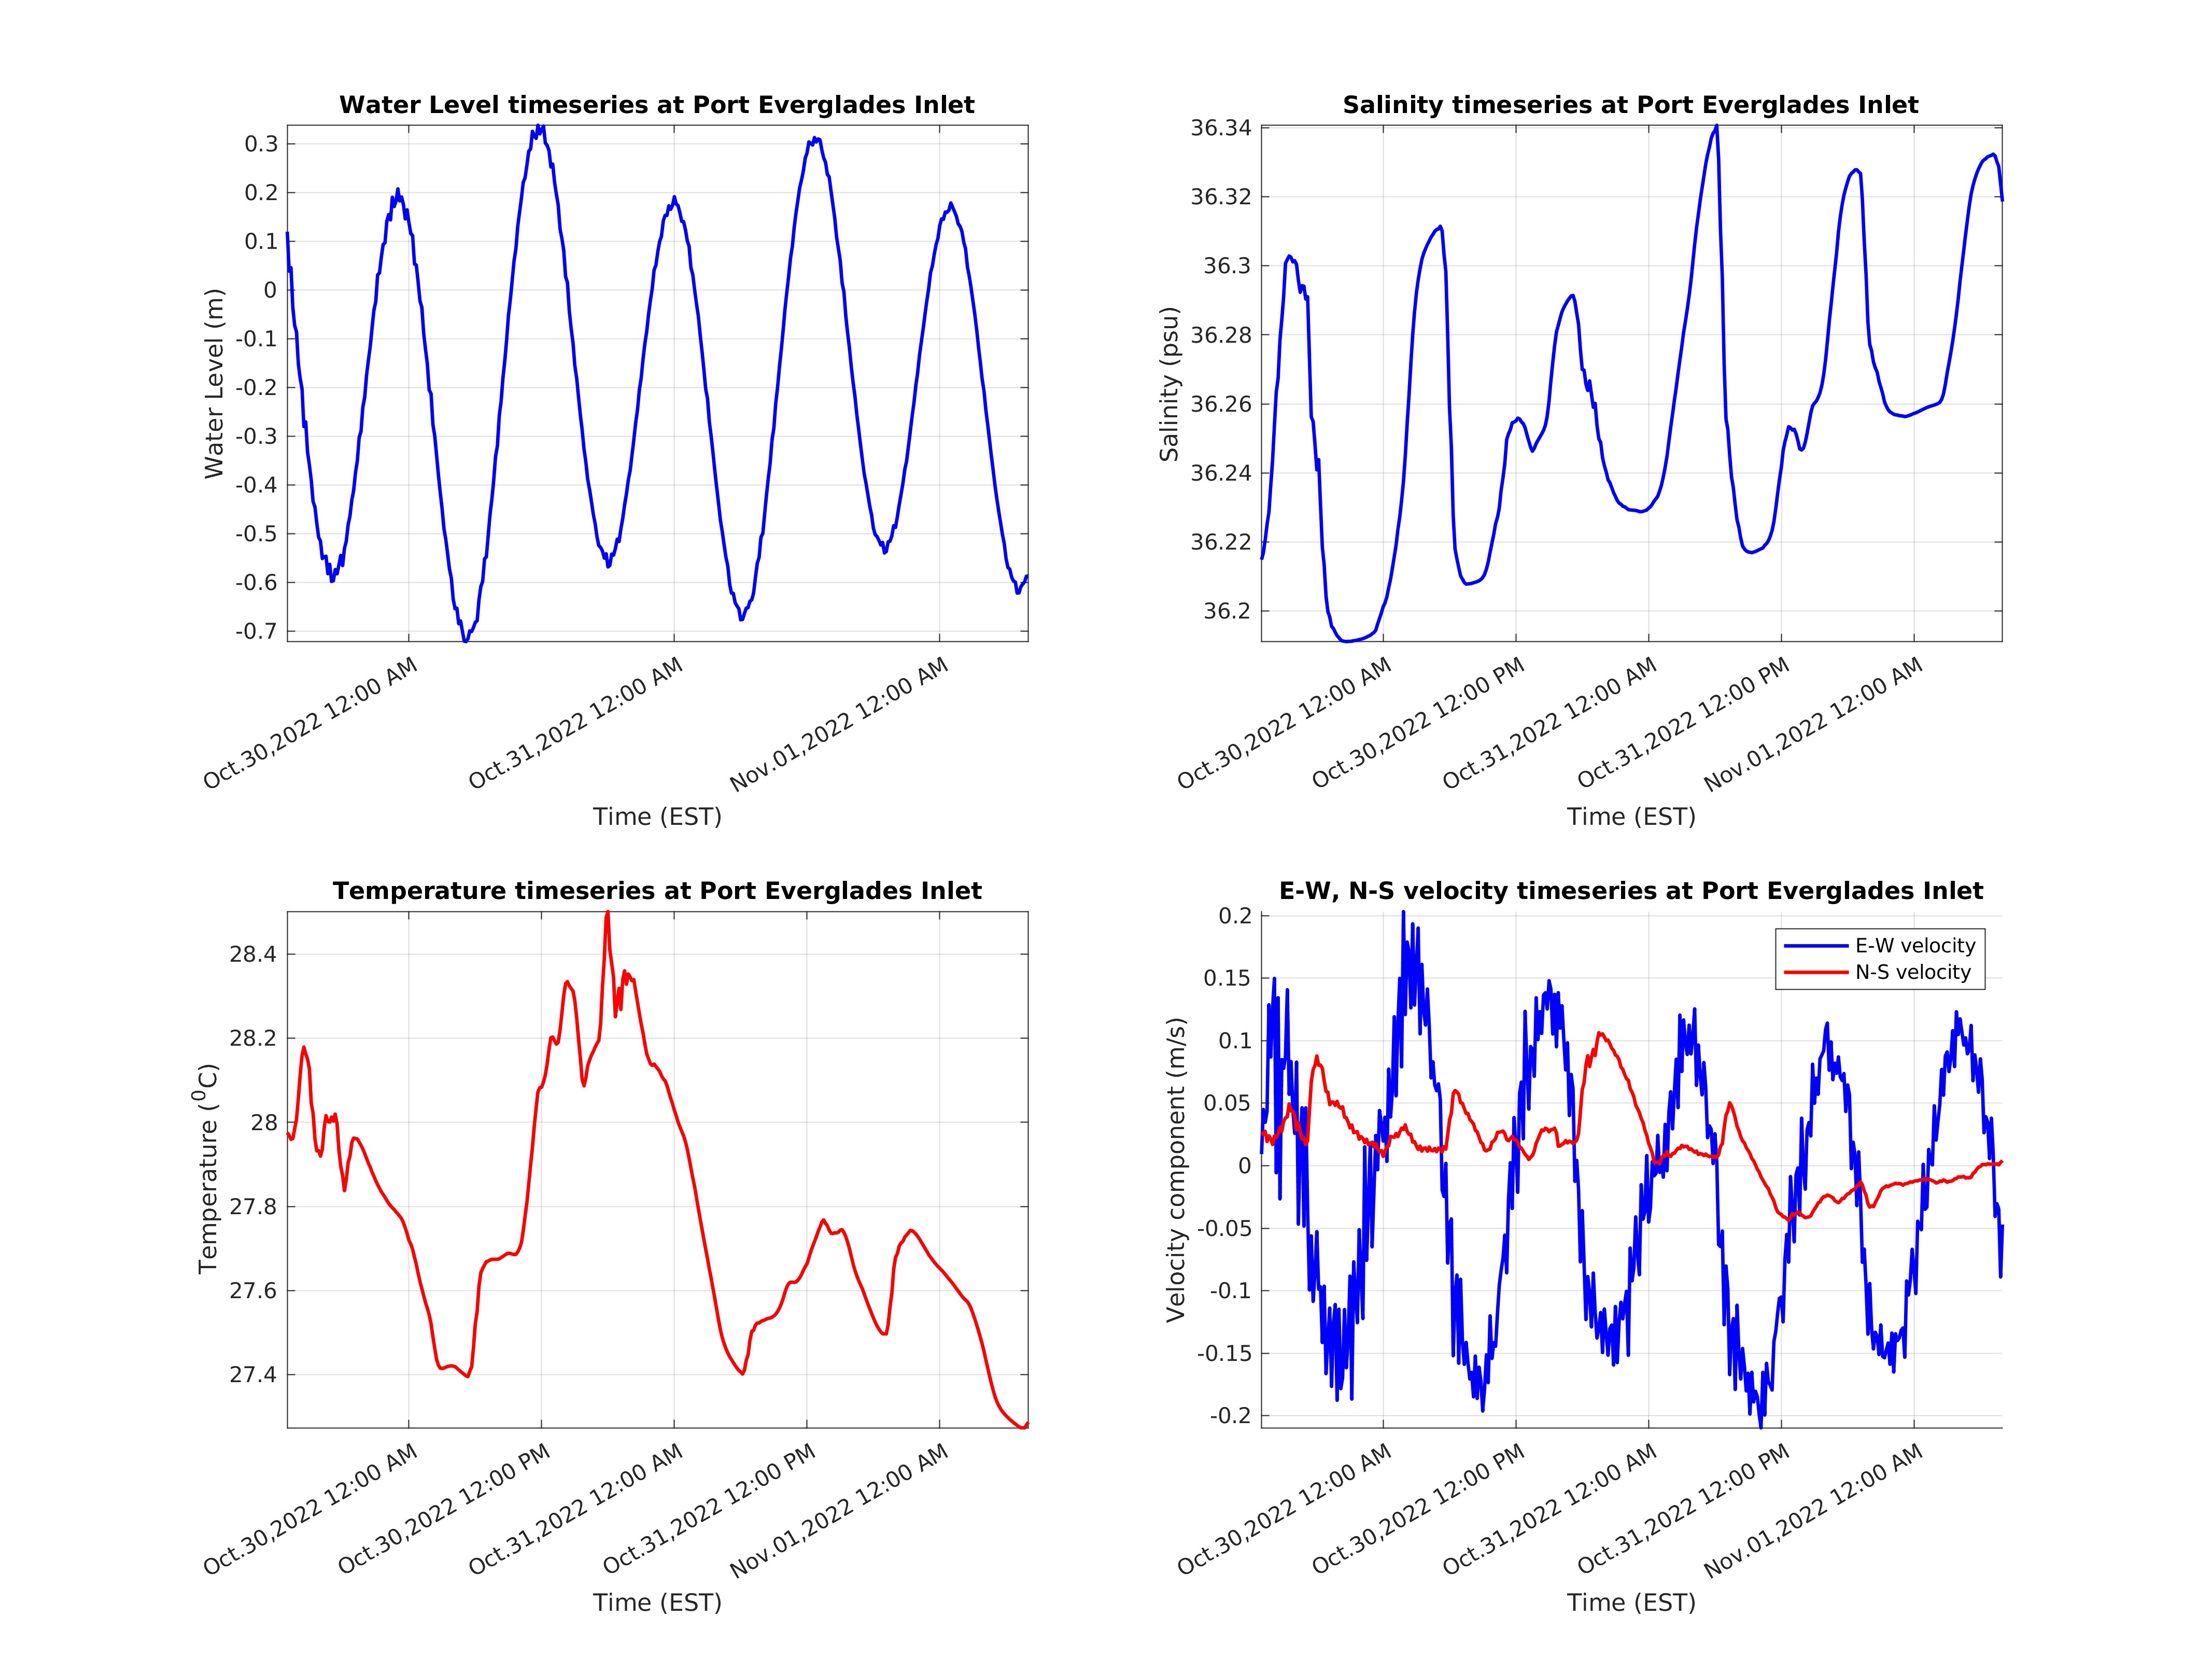 Water Level timeseries at Port Everglades Inlet
0.3
0.2
0.1
0
-0.1
-0.2
-0.3
-0.4
-0.5
-0.6
-0.7
Water Level (m)
Oct.30,2022 12:00 AM
Oct.31,2022 12:00 AM
Nov.01,2022 12:00 AM
Time (EST)
Salinity timeseries at Port Everglades Inlet
36.34
36.32
36.3
36.28
36.26
36.24
36.22
36.2
Salinity (psu)
Oct.30,2022 12:00 AM
Oct.30,2022 12:00 PM
Oct.31,2022 12:00 AM
Oct.31,2022 12:00 PM
Nov.01,2022 12:00 AM
Time (EST)
Temperature timeseries at Port Everglades Inlet
28.4
28.2
28
27.8
27.6
27.4
Temperature (⁰C)
Oct.30,2022 12:00 AM
Oct.30,2022 12:00 PM
Oct.31,2022 12:00 AM
Oct.31,2022 12:00 PM
Nov.01,2022 12:00 AM
Time (EST)
E-W, N-S velocity timeseries at Port Everglades Inlet
0.2
0.15
0.1
0.05
0
-0.05
-0.1
-0.15
-0.2
Velocity component (m/s)
E-W velocity
N-S velocity
Oct.30,2022 12:00 AM
Oct.30,2022 12:00 PM
Oct.31,2022 12:00 AM
Oct.31,2022 12:00 PM
Nov.01,2022 12:00 AM
Time (EST)